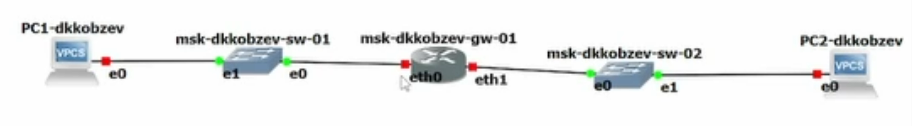 PC1-dkkobzev
VPCS
e0
msk-dkkobzev-sw-01
e1
e0
msk-dkkobzev-gw-01
eth0
eth1
msk-dkkobzev-sw-02
e0
e1
PC2-dkkobzev
VPCS
e0